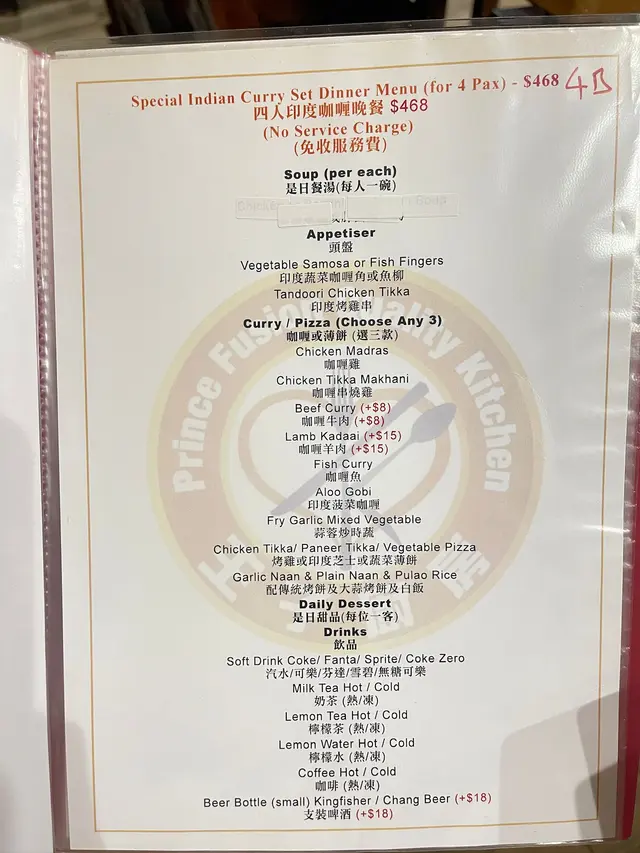 Special Indian Curry Set Dinner Menu (for 4 Pax) - $468 4B
四人印度咖喱晚餐 $468
(No Service Charge)
(免收服務費)
Soup (per each)
是日餐湯(每人一碗)
Appetiser
頭盤
Vegetable Samosa or Fish Fingers
印度蔬菜咖喱角或魚柳
Tandoori Chicken Tikka
印度烤雞串
Curry / Pizza (Choose Any 3)
咖喱或薄餅 (選三款)
Chicken Madras
咖喱雞
Chicken Tikka Makhani
咖喱串燒雞
Beef Curry (+$8)
咖喱牛肉 (+$8)
Lamb Kadaai (+$15)
咖喱羊肉 (+$15)
Fish Curry
咖喱魚
Aloo Gobi
印度菠菜咖喱
Fry Garlic Mixed Vegetable
蒜蓉炒時蔬
Chicken Tikka/ Paneer Tikka/ Vegetable Pizza
烤雞或印度芝士或蔬菜薄餅
Garlic Naan & Plain Naan & Pulao Rice
配傳統烤餅及大蒜烤餅及白飯
Daily Dessert
是日甜品(每位一客)
Drinks
飲品
Soft Drink Coke/ Fanta/ Sprite/ Coke Zero
汽水/可樂/芬達/雪碧/無糖可樂
Milk Tea Hot / Cold
奶茶 (熱/凍)
Lemon Tea Hot / Cold
檸檬茶 (熱/凍)
Lemon Water Hot / Cold
檸檬水 (熱/凍)
Coffee Hot / Cold
咖啡 (熱/凍)
Beer Bottle (small) Kingfisher / Chang Beer (+$18)
支裝啤酒 (+$18)
Prince Fusion Kitchen